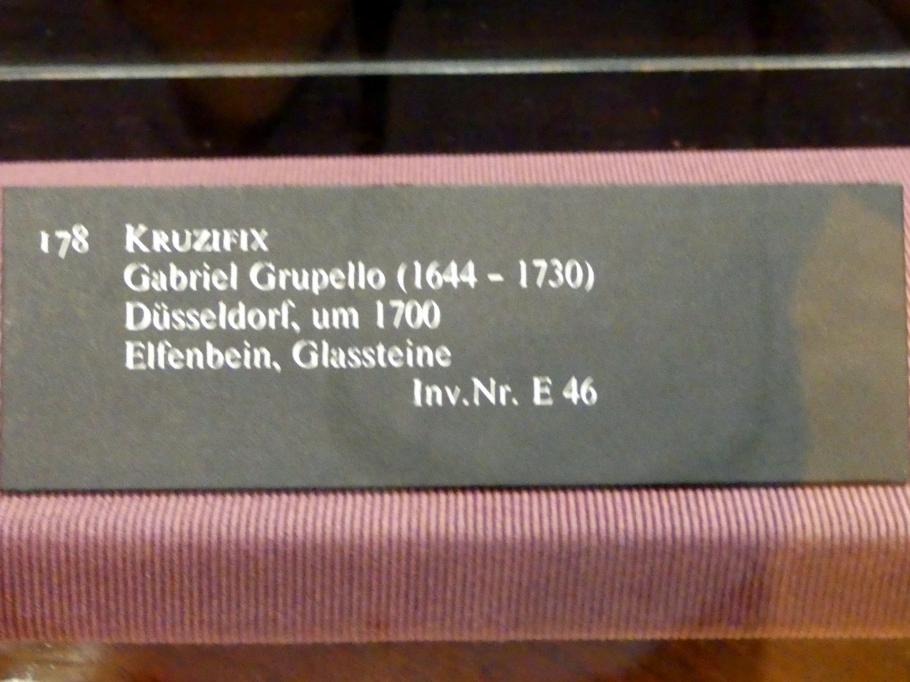 178 KRUZIFIX
Gabriel Grupello (1644 - 1730)
Düsseldorf, um 1700
Elfenbein, Glassteine
Inv.Nr. E 46